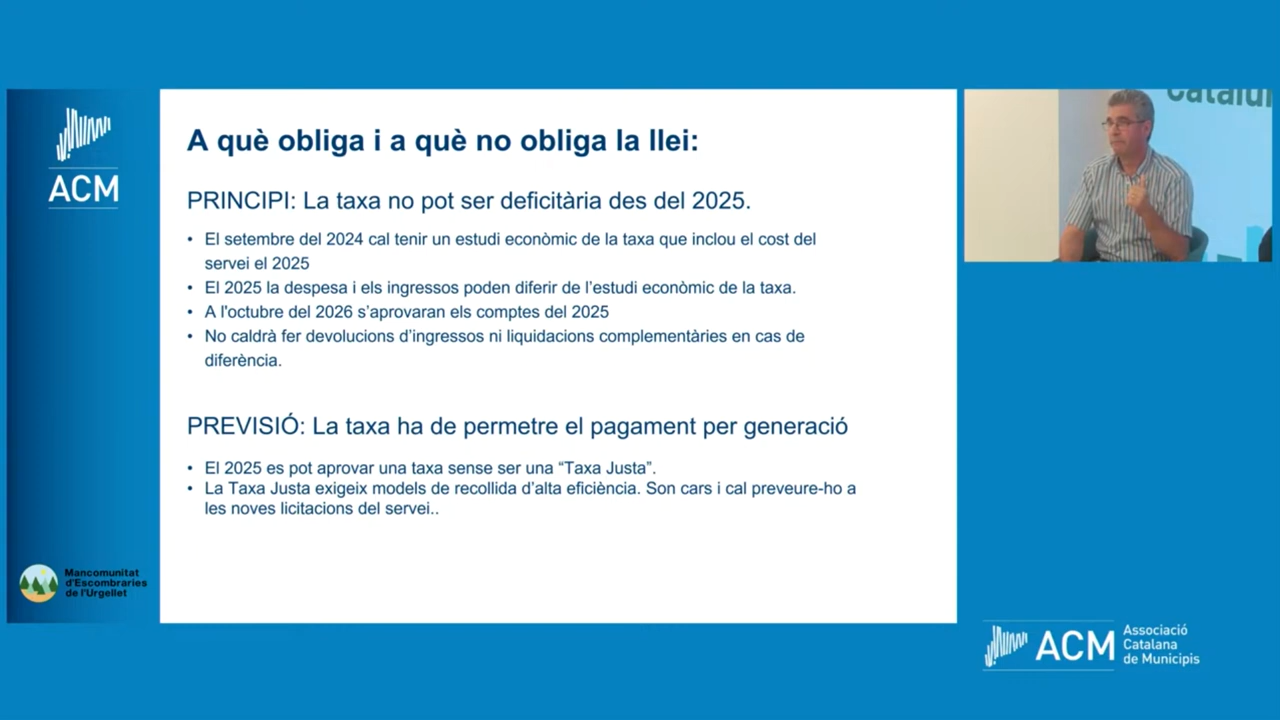 ACM
A què obliga i a què no obliga la llei:
PRINCIPI: La taxa no pot ser deficitària des del 2025.
• El setembre del 2024 cal tenir un estudi econòmic de la taxa que inclou el cost del
servei el 2025
• El 2025 la despesa i els ingressos poden diferir de l’estudi econòmic de la taxa.
• A l'octubre del 2026 s’aprovaran els comptes del 2025
• No caldrà fer devolucions d’ingressos ni liquidacions complementàries en cas de
diferència.
PREVISIÓ: La taxa ha de permetre el pagament per generació
• El 2025 es pot aprovar una taxa sense ser una “Taxa Justa”.
• La Taxa Justa exigeix models de recollida d’alta eficiència. Son cars i cal preveure-ho a
les noves licitacions del servei..
Mancomunitat
d'Escombraries
de l'Urgellet
ACM
Associació
Catalana
de Municipis